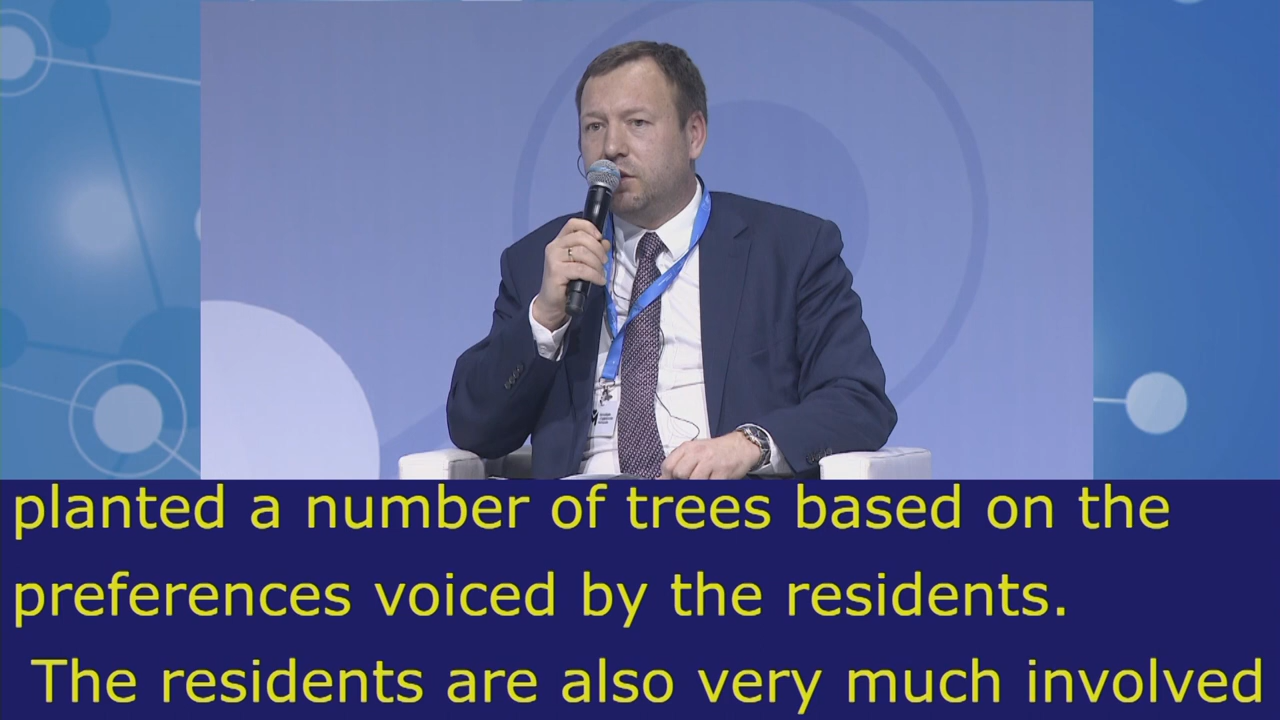 planted a number of trees based on the
preferences voiced by the residents.
The residents are also very much involved